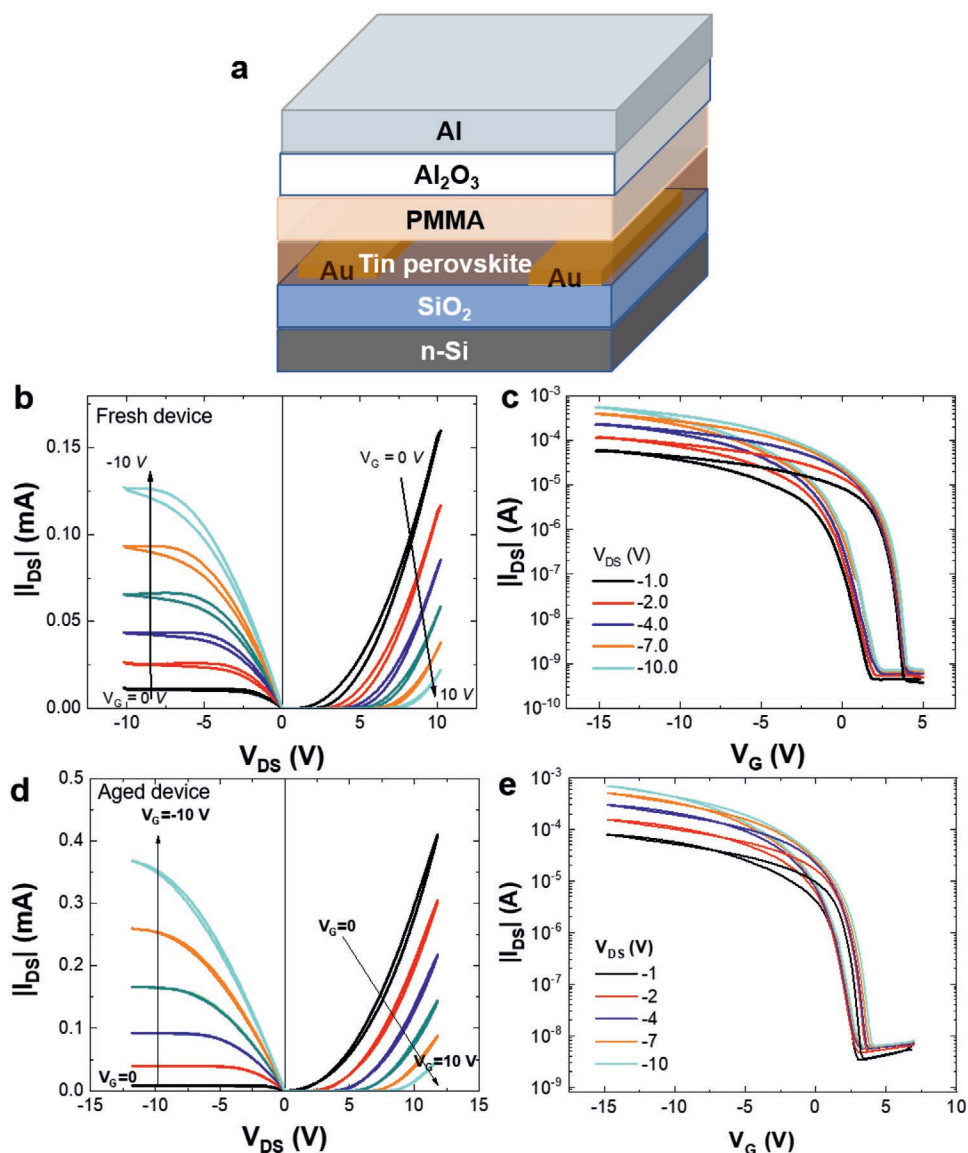 a
Al
Al₂O₃
PMMA
Tin perovskite
Au
Au
SiO₂
n-Si
b
Fresh device
-10 V
V_G = 0 V
V_G = 0 V
10 V
0.15
0.10
0.05
0.00
|I_DS| (mA)
-10
-5
0
5
10
V_DS (V)
c
10⁻³
10⁻⁴
10⁻⁵
10⁻⁶
10⁻⁷
10⁻⁸
10⁻⁹
10⁻¹⁰
|I_DS| (A)
V_DS (V)
-1.0
-2.0
-4.0
-7.0
-10.0
-15
-10
-5
0
5
V_G (V)
d
Aged device
V_G=-10 V
V_G=0
V_G=0
V_G=10 V
0.5
0.4
0.3
0.2
0.1
0.0
|I_DS| (mA)
-15
-10
-5
0
5
10
15
V_DS (V)
e
10⁻³
10⁻⁴
10⁻⁵
10⁻⁶
10⁻⁷
10⁻⁸
10⁻⁹
|I_DS| (A)
V_DS (V)
-1
-2
-4
-7
-10
-15
-10
-5
0
5
10
V_G (V)